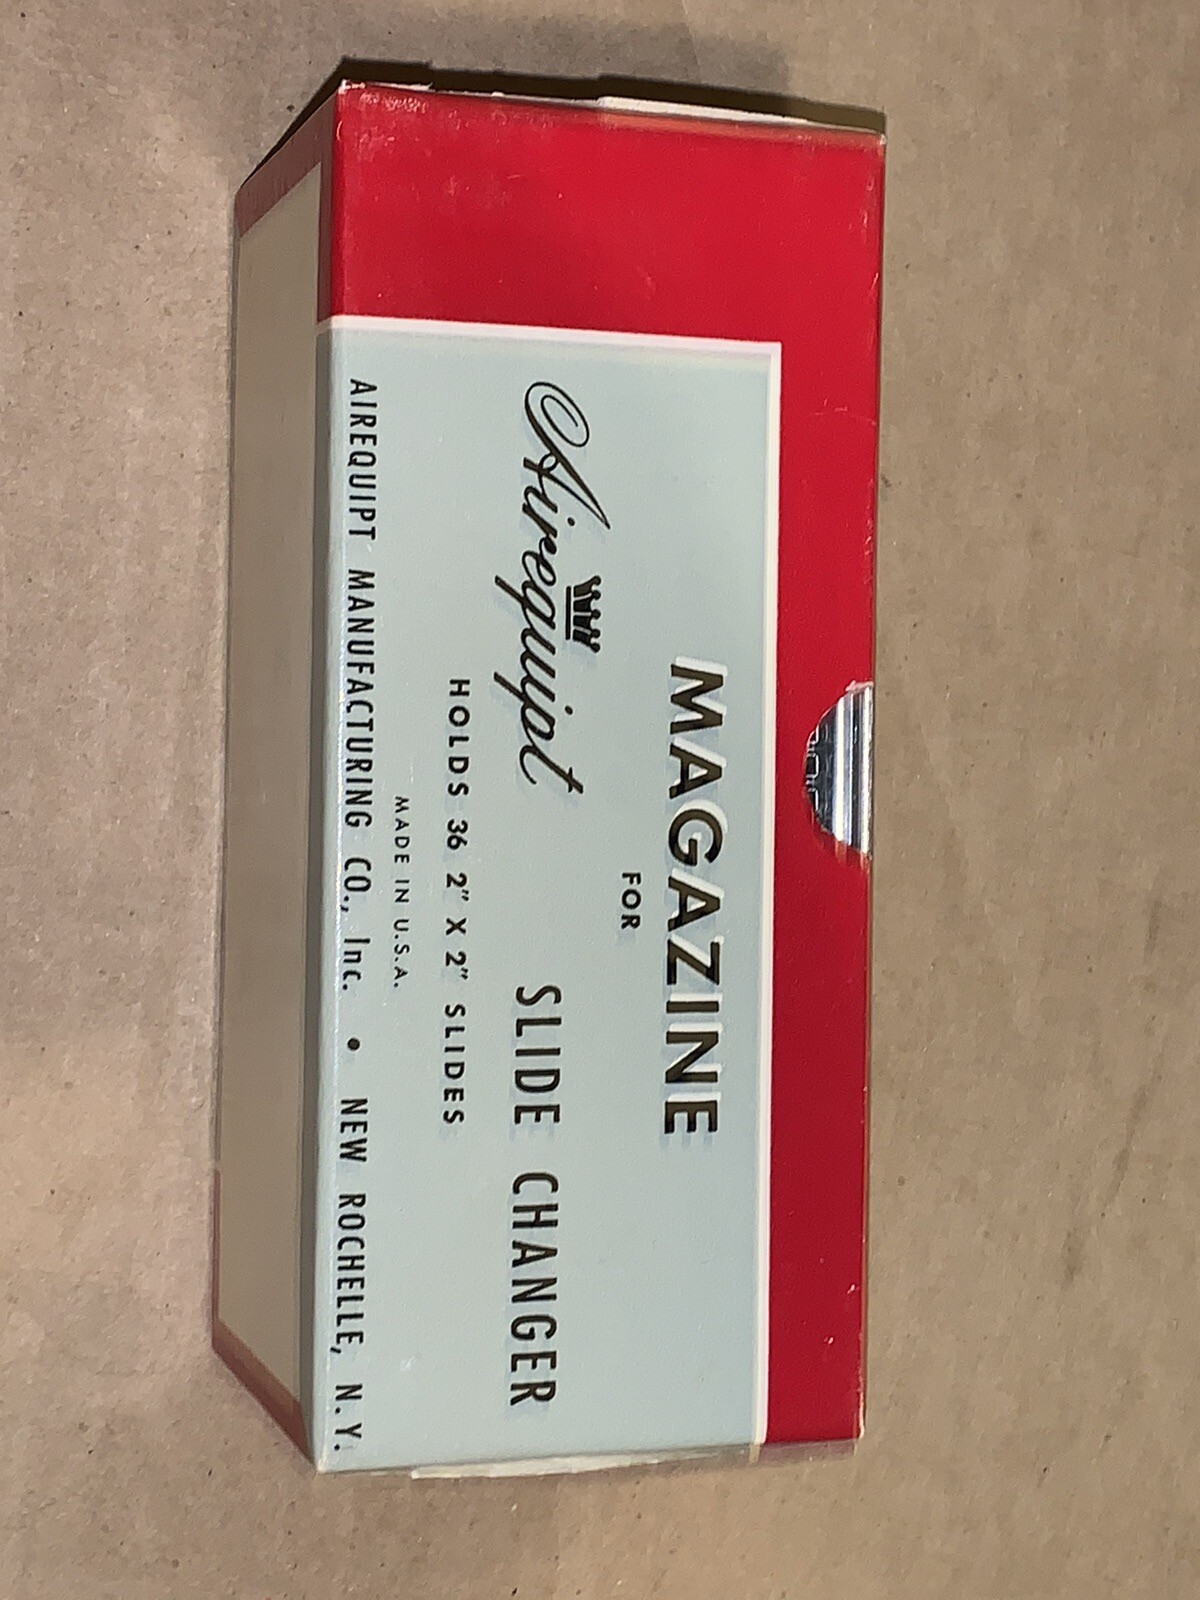 MAGAZINE
FOR
Airequipt SLIDE CHANGER
HOLDS 36 2" X 2" SLIDES
MADE IN U.S.A.
AIREQUIPT MANUFACTURING CO., Inc. • NEW ROCHELLE, N.Y.